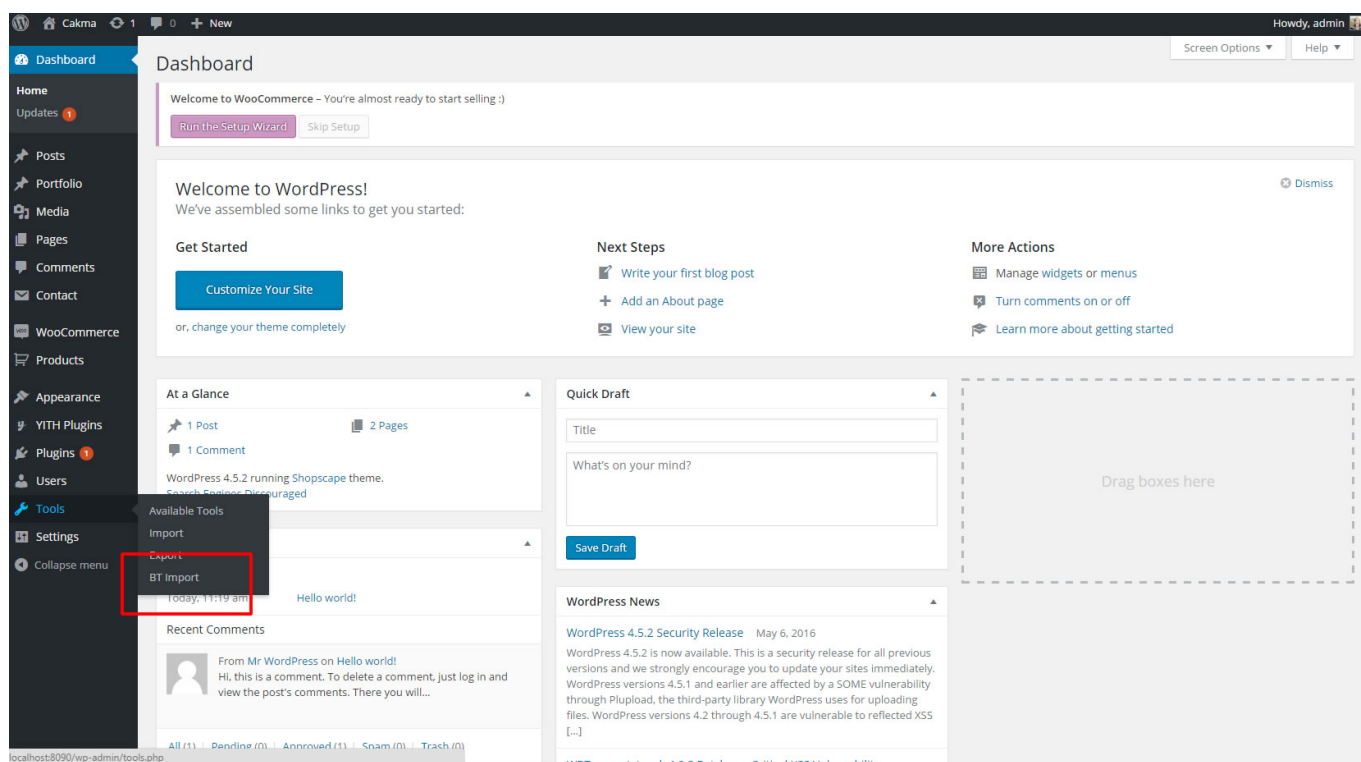 Cakma 1 0 New
Howdy, admin
Screen Options ▼ Help ▼
Dashboard
Home
Updates 1
Posts
Portfolio
Media
Pages
Comments
Contact
WooCommerce
Products
Appearance
YITH Plugins
Plugins 1
Users
Tools
Settings
Collapse menu
Available Tools
Import
Export
BT Import
Dashboard
Welcome to WooCommerce – You're almost ready to start selling :)
Run the Setup Wizard Skip Setup
Welcome to WordPress!
Dismiss
We've assembled some links to get you started:
Get Started
Customize Your Site
or, change your theme completely
Next Steps
Write your first blog post
Add an About page
View your site
More Actions
Manage widgets or menus
Turn comments on or off
Learn more about getting started
At a Glance
1 Post 2 Pages
1 Comment
WordPress 4.5.2 running Shopscape theme.
Search Engines Discouraged
Today, 11:19 am Hello world!
Recent Comments
From Mr WordPress on Hello world!
Hi, this is a comment. To delete a comment, just log in and
view the post's comments. There you will...
All (1) | Pending (0) | Approved (1) | Spam (0) | Trash (0)
Quick Draft
Title
What's on your mind?
Save Draft
WordPress News
WordPress 4.5.2 Security Release May 6, 2016
WordPress 4.5.2 is now available. This is a security release for all previous
versions and we strongly encourage you to update your sites immediately.
WordPress versions 4.5.1 and earlier are affected by a SOME vulnerability
through Plupload, the third-party library WordPress uses for uploading
files. WordPress versions 4.2 through 4.5.1 are vulnerable to reflected XSS
[...]
Drag boxes here
localhost:8090/wp-admin/tools.php